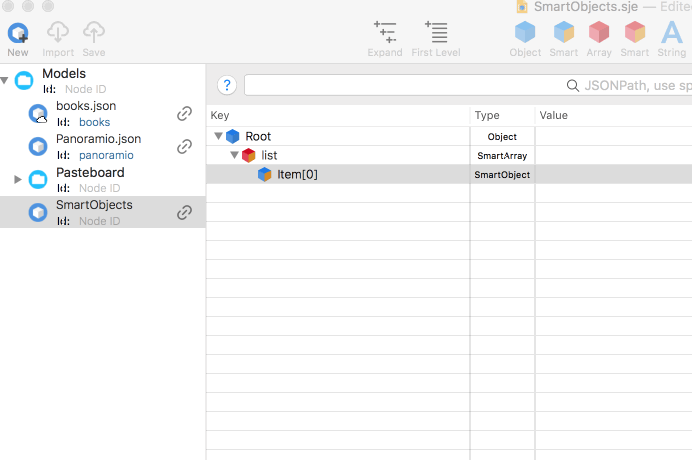 SmartObjects.sje — Edite
New Import Save Expand First Level Object Smart Array Smart String
Models
Id: Node ID
books.json
Id: books
Panoramio.json
Id: panoramio
Pasteboard
Id: Node ID
SmartObjects
Id: Node ID
? JSONPath, use sp
Key Type Value
Root Object
list SmartArray
Item[0] SmartObject